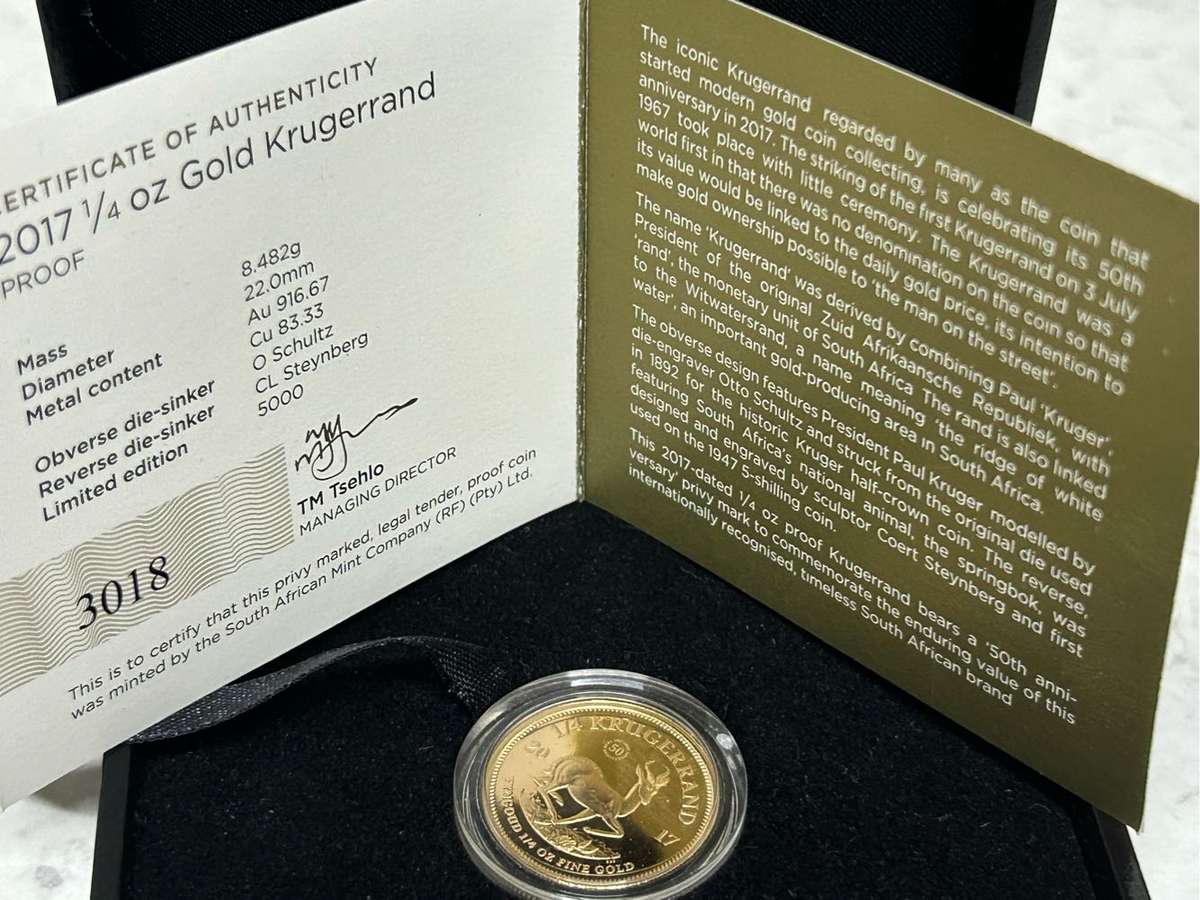 CERTIFICATE OF AUTHENTICITY
2017 1/4 oz Gold Krugerrand
PROOF
Mass 8.482g
Diameter 22.0mm
Metal content Au 916.67
Cu 83.33
Obverse die-sinker O Schultz
Reverse die-sinker CL Steynberg
Limited edition 5000
TM Tsehlo
MANAGING DIRECTOR
3018
This is to certify that this privy marked, legal tender, proof coin
was minted by the South African Mint Company (RF) (Pty) Ltd.
The iconic Krugerrand regarded by many as the coin that
started modern gold coin collecting, is celebrating its 50th
anniversary in 2017. The striking of the first Krugerrand on 3 July
1967 took place with little ceremony. The Krugerrand was a
world first in that there was no denomination on the coin so that
its value would be linked to the daily gold price, its intention to
make gold ownership possible to 'the man on the street'.
The name 'Krugerrand' was derived by combining Paul 'Kruger',
President of the original Zuid Afrikaansche Republiek, with
'rand', the monetary unit of South Africa The rand is also linked
to the Witwatersrand, a name meaning 'the ridge of white
water', an important gold-producing area in South Africa.
The obverse design features President Paul Kruger modelled by
die-engraver Otto Schultz and struck from the original die used
in 1892 for the historic Kruger half-crown coin. The reverse,
featuring South Africa's national animal, the springbok, was
designed and engraved by sculptor Coert Steynberg and first
used on the 1947 5-shilling coin.
This 2017-dated 1/4 oz proof Krugerrand bears a '50th anni-
versary' privy mark to commemorate the enduring value of this
internationally recognised, timeless South African brand
1/4 KRUGERRAND
50
20 17
1/4 OZ FINE GOLD